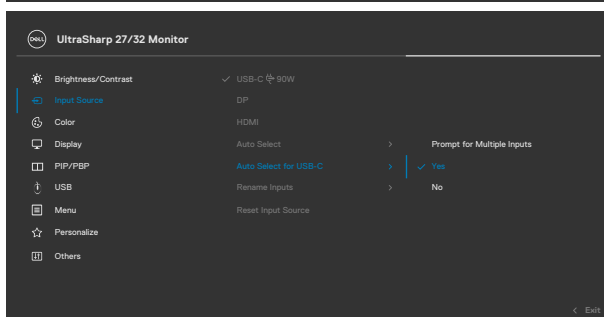 DELL
UltraSharp 27/32 Monitor
Brightness/Contrast
Input Source
Color
Display
PIP/PBP
USB
Menu
Personalize
Others
USB-C 90W
DP
HDMI
Auto Select
Auto Select for USB-C
Rename Inputs
Reset Input Source
Prompt for Multiple Inputs
Yes
No
Exit